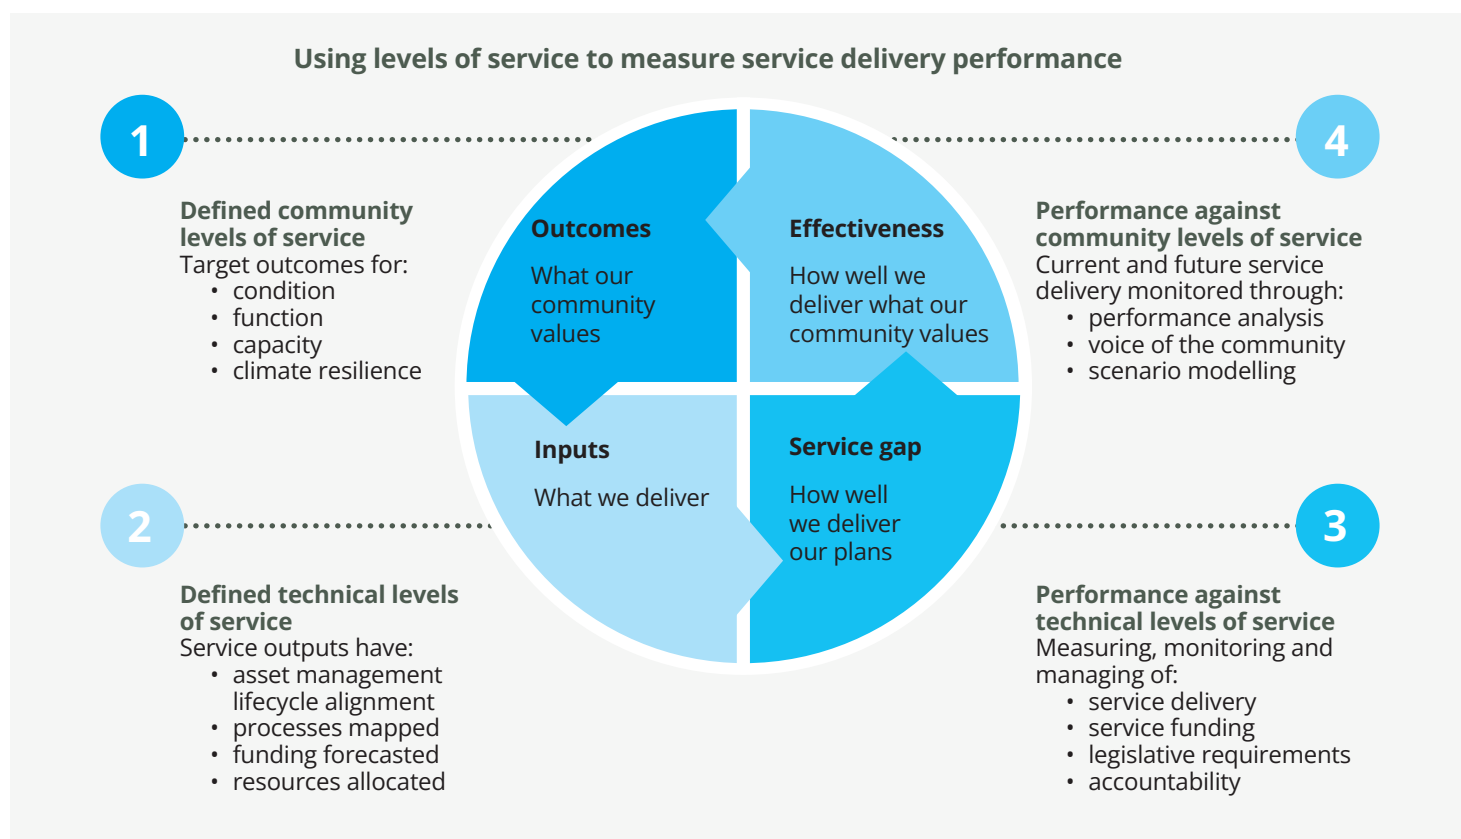 Using levels of service to measure service delivery performance
1
Defined community
levels of service
Target outcomes for:
• condition
• function
• capacity
• climate resilience
Outcomes
What our
community
values
Effectiveness
How well we
deliver what our
community values
4
Performance against
community levels of service
Current and future service
delivery monitored through:
• performance analysis
• voice of the community
• scenario modelling
2
Defined technical levels
of service
Service outputs have:
• asset management
lifecycle alignment
• processes mapped
• funding forecasted
• resources allocated
Inputs
What we deliver
Service gap
How well
we deliver
our plans
3
Performance against
technical levels of service
Measuring, monitoring and
managing of:
• service delivery
• service funding
• legislative requirements
• accountability